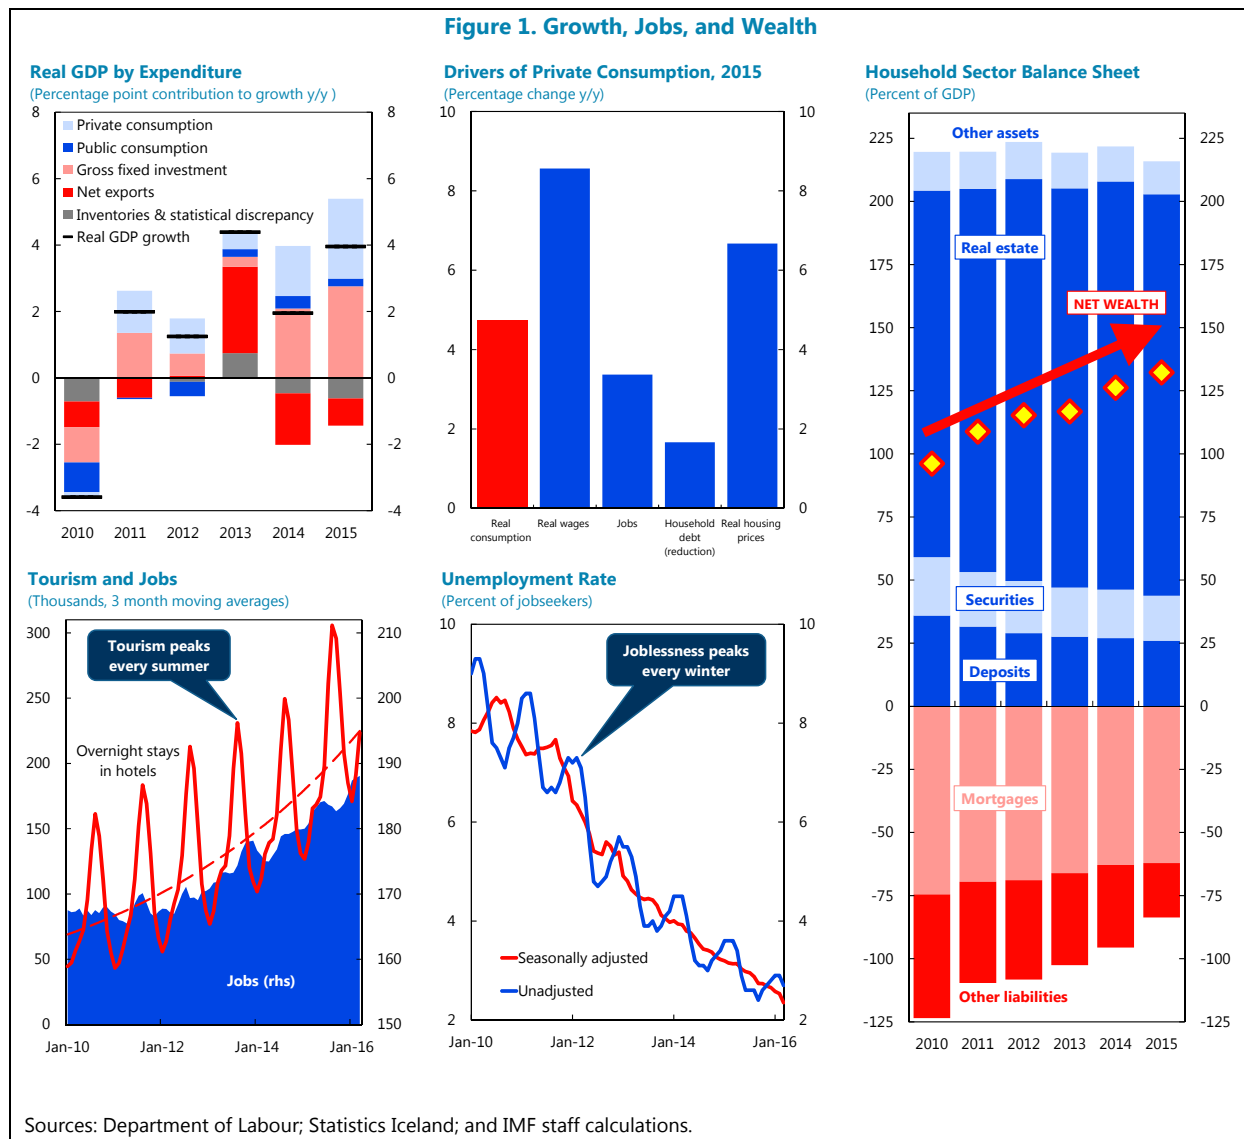 Figure 1. Growth, Jobs, and Wealth
Real GDP by Expenditure
(Percentage point contribution to growth y/y )
8
6
4
2
0
-2
-4
8
6
4
2
0
-2
-4
Private consumption
Public consumption
Gross fixed investment
Net exports
Inventories & statistical discrepancy
Real GDP growth
2010 2011 2012 2013 2014 2015
Drivers of Private Consumption, 2015
(Percentage change y/y)
10
8
6
4
2
0
10
8
6
4
2
0
Real
consumption
Real wages
Jobs
Household
debt
(reduction)
Real housing
prices
Household Sector Balance Sheet
(Percent of GDP)
225
200
175
150
125
100
75
50
25
0
-25
-50
-75
-100
-125
225
200
175
150
125
100
75
50
25
0
-25
-50
-75
-100
-125
Other assets
Real estate
NET WEALTH
Securities
Deposits
Mortgages
Other liabilities
2010 2011 2012 2013 2014 2015
Tourism and Jobs
(Thousands, 3 month moving averages)
300
250
200
150
100
50
0
210
200
190
180
170
160
150
Tourism peaks
every summer
Overnight stays
in hotels
Jobs (rhs)
Jan-10 Jan-12 Jan-14 Jan-16
Unemployment Rate
(Percent of jobseekers)
10
8
6
4
2
10
8
6
4
2
Joblessness peaks
every winter
Seasonally adjusted
Unadjusted
Jan-10 Jan-12 Jan-14 Jan-16
Sources: Department of Labour; Statistics Iceland; and IMF staff calculations.